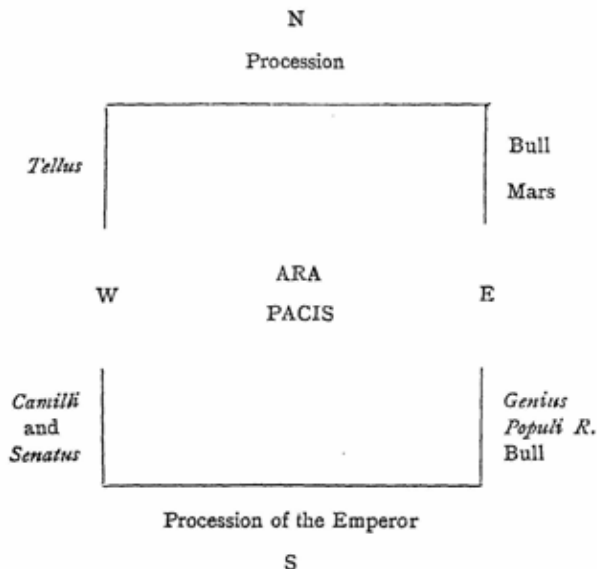 N
Procession
Tellus
Bull
Mars
W
ARA
PACIS
E
Camilli
and
Senatus
Genius
Populi R.
Bull
Procession of the Emperor
S